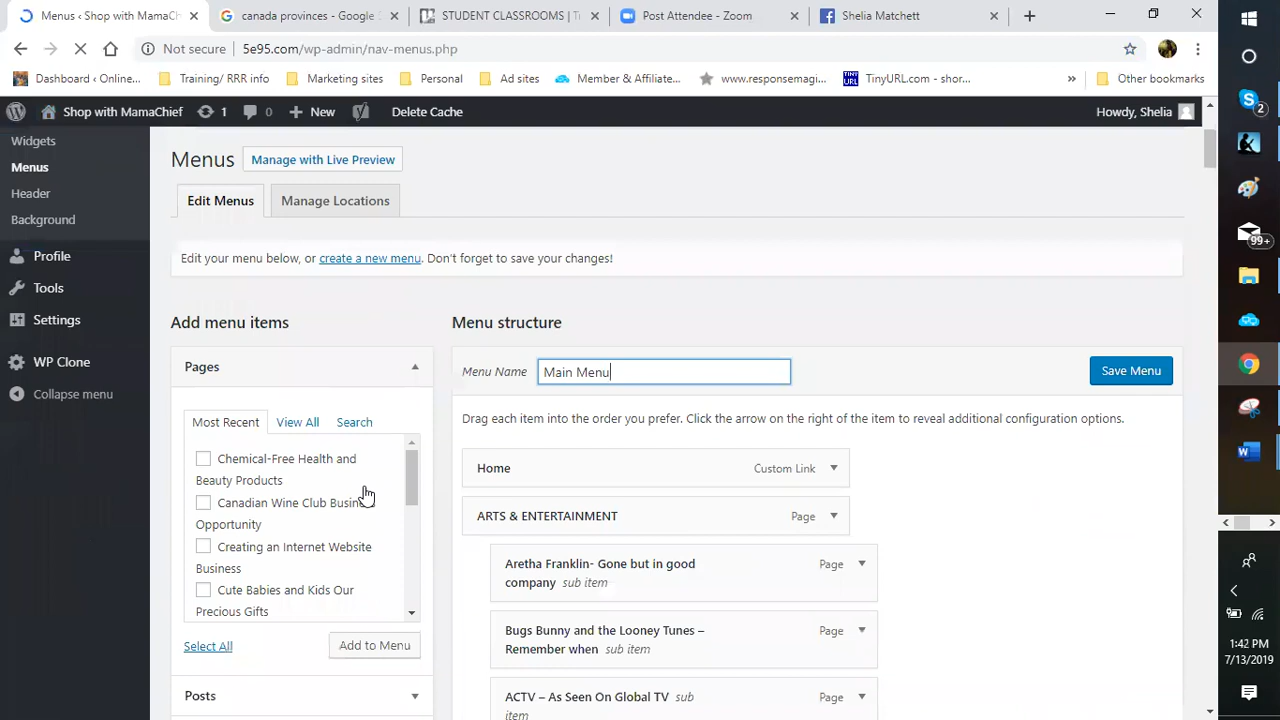 Menus ‹ Shop with MamaChi
canada provinces - Google S
STUDENT CLASSROOMS | T
Post Attendee - Zoom
Shelia Matchett
Not secure
5e95.com/wp-admin/nav-menus.php
Dashboard ‹ Online...
Training/ RRR info
Marketing sites
Personal
Ad sites
Member & Affiliate...
www.responsemagi...
TinyURL.com - shor...
»
Other bookmarks
Shop with MamaChief
1
0
New
Delete Cache
Howdy, Shelia
Widgets
Menus
Header
Background
Profile
Tools
Settings
WP Clone
Collapse menu
Menus
Manage with Live Preview
Edit Menus
Manage Locations
Edit your menu below, or create a new menu. Don't forget to save your changes!
Add menu items
Menu structure
Pages
Menu Name
Main Menu
Save Menu
Drag each item into the order you prefer. Click the arrow on the right of the item to reveal additional configuration options.
Most Recent
View All
Search
Chemical-Free Health and
Beauty Products
Canadian Wine Club Busin
Opportunity
Creating an Internet Website
Business
Cute Babies and Kids Our
Precious Gifts
Select All
Add to Menu
Posts
Home
Custom Link
ARTS & ENTERTAINMENT
Page
Aretha Franklin- Gone but in good
company sub item
Page
Bugs Bunny and the Looney Tunes –
Remember when sub item
Page
ACTV – As Seen On Global TV sub
item
Page
2
99+
1:42 PM
7/13/2019